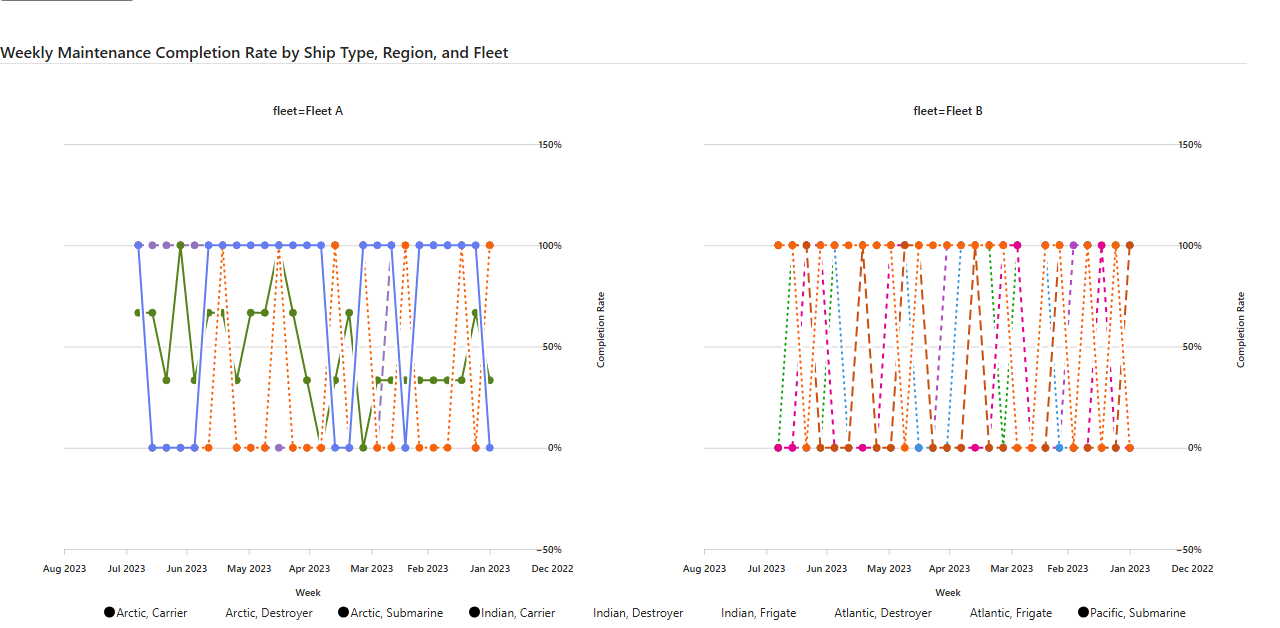 Weekly Maintenance Completion Rate by Ship Type, Region, and Fleet
fleet=Fleet A
150%
100%
50%
0%
−50%
Completion Rate
Aug 2023 Jul 2023 Jun 2023 May 2023 Apr 2023 Mar 2023 Feb 2023 Jan 2023 Dec 2022
Week
fleet=Fleet B
150%
100%
50%
0%
−50%
Completion Rate
Aug 2023 Jul 2023 Jun 2023 May 2023 Apr 2023 Mar 2023 Feb 2023 Jan 2023 Dec 2022
Week
Arctic, Carrier Arctic, Destroyer Arctic, Submarine Indian, Carrier Indian, Destroyer Indian, Frigate Atlantic, Destroyer Atlantic, Frigate Pacific, Submarine